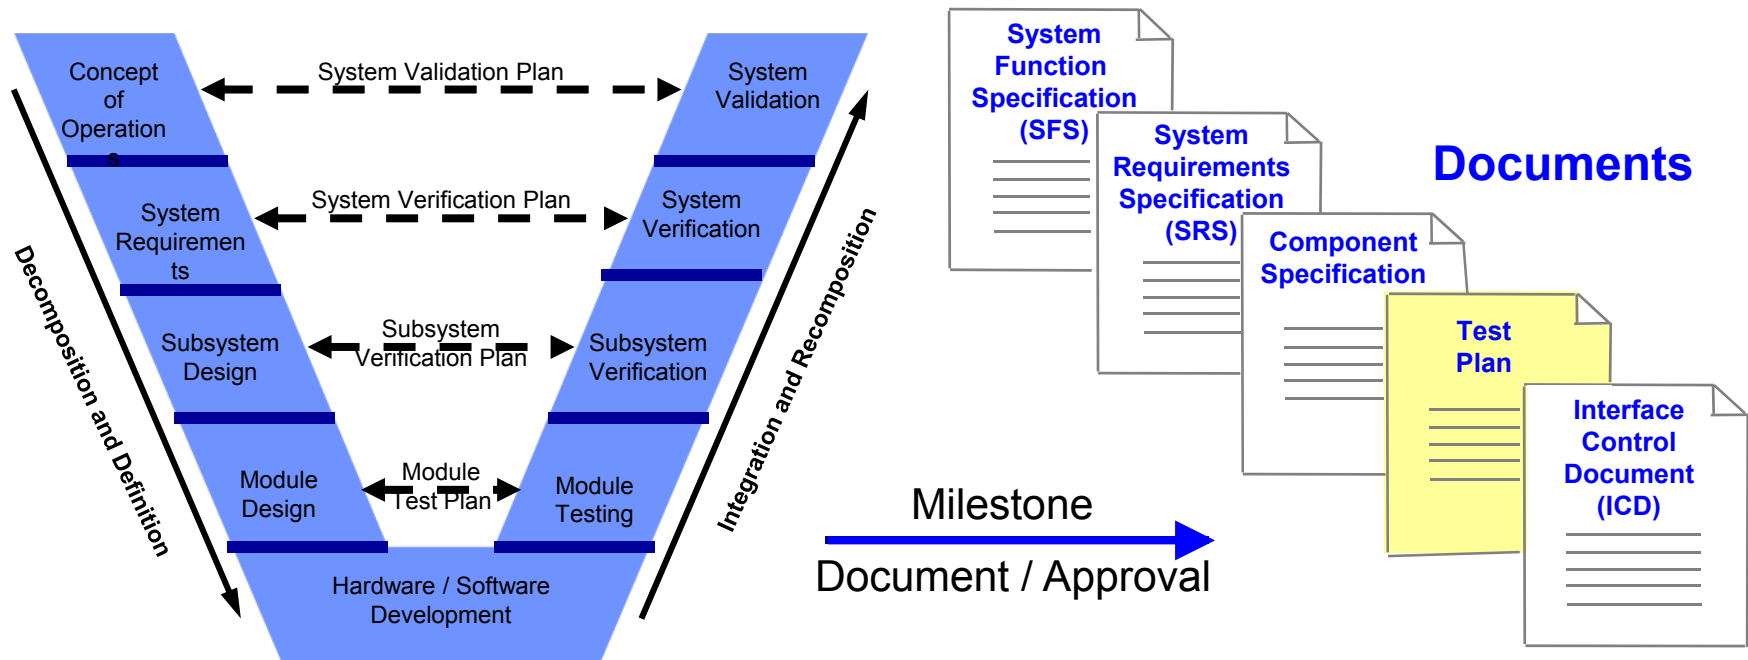 Concept
of
Operation
s
System Validation Plan
System
Validation
System
Requiremen
ts
System Verification Plan
System
Verification
Subsystem
Design
Subsystem
Verification Plan
Subsystem
Verification
Module
Design
Module
Test Plan
Module
Testing
Hardware / Software
Development
Decomposition and Definition
Integration and Recomposition
Milestone
Document / Approval
System
Function
Specification
(SFS)
System
Requirements
Specification
(SRS)
Component
Specification
Test
Plan
Interface
Control
Document
(ICD)
Documents